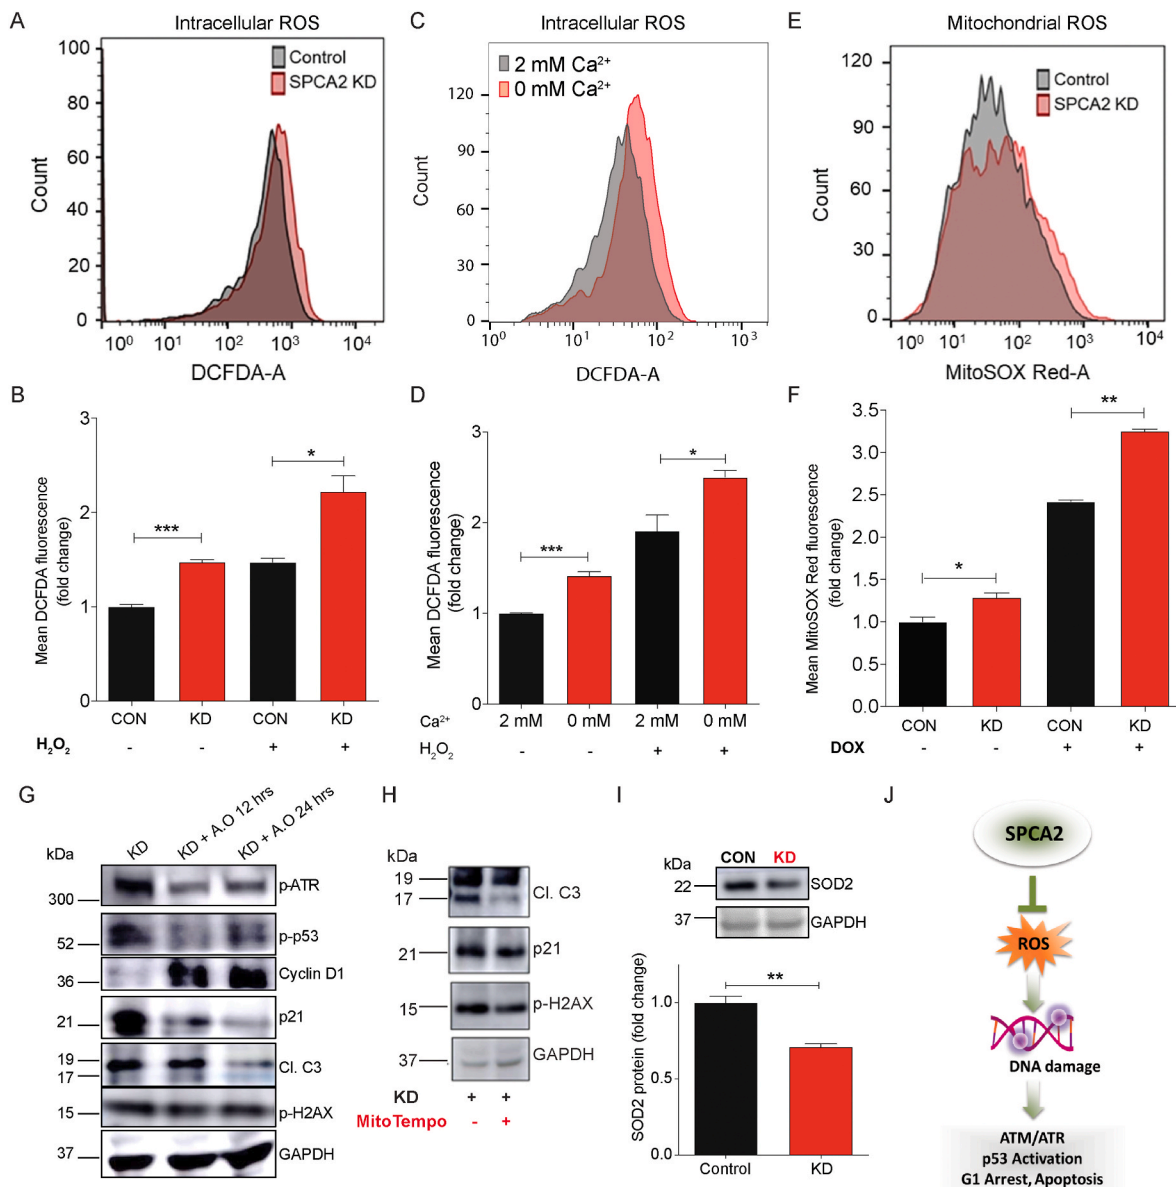 A
Intracellular ROS
Control
SPCA2 KD
100
80
60
40
20
0
Count
10⁰ 10¹ 10² 10³ 10⁴
DCFDA-A
C
Intracellular ROS
2 mM Ca²⁺
0 mM Ca²⁺
120
90
60
30
0
Count
10⁰ 10¹ 10² 10³
DCFDA-A
E
Mitochondrial ROS
Control
SPCA2 KD
120
90
60
30
0
Count
10⁰ 10¹ 10² 10³ 10⁴
MitoSOX Red-A
B
Mean DCFDA fluorescence
(fold change)
3
2
1
0
***
*
CON KD CON KD
H₂O₂ - - + +
D
Mean DCFDA fluorescence
(fold change)
3
2
1
0
***
*
Ca²⁺ 2 mM 0 mM 2 mM 0 mM
H₂O₂ - - + +
F
Mean MitoSOX Red fluorescence
(fold change)
3.5
3.0
2.5
2.0
1.5
1.0
0.5
0.0
*
**
CON KD CON KD
DOX - - + +
G
kDa
KD
KD + A.O 12 hrs
KD + A.O 24 hrs
300
p-ATR
52
p-p53
36
Cyclin D1
21
p21
19
17
Cl. C3
15
p-H2AX
37
GAPDH
H
kDa
19
17
Cl. C3
21
p21
15
p-H2AX
37
GAPDH
KD + +
MitoTempo - +
I
kDa
CON KD
22
SOD2
37
GAPDH
SOD2 protein (fold change)
1.0
0.5
0.0
**
Control KD
J
SPCA2
ROS
DNA damage
ATM/ATR
p53 Activation
G1 Arrest, Apoptosis